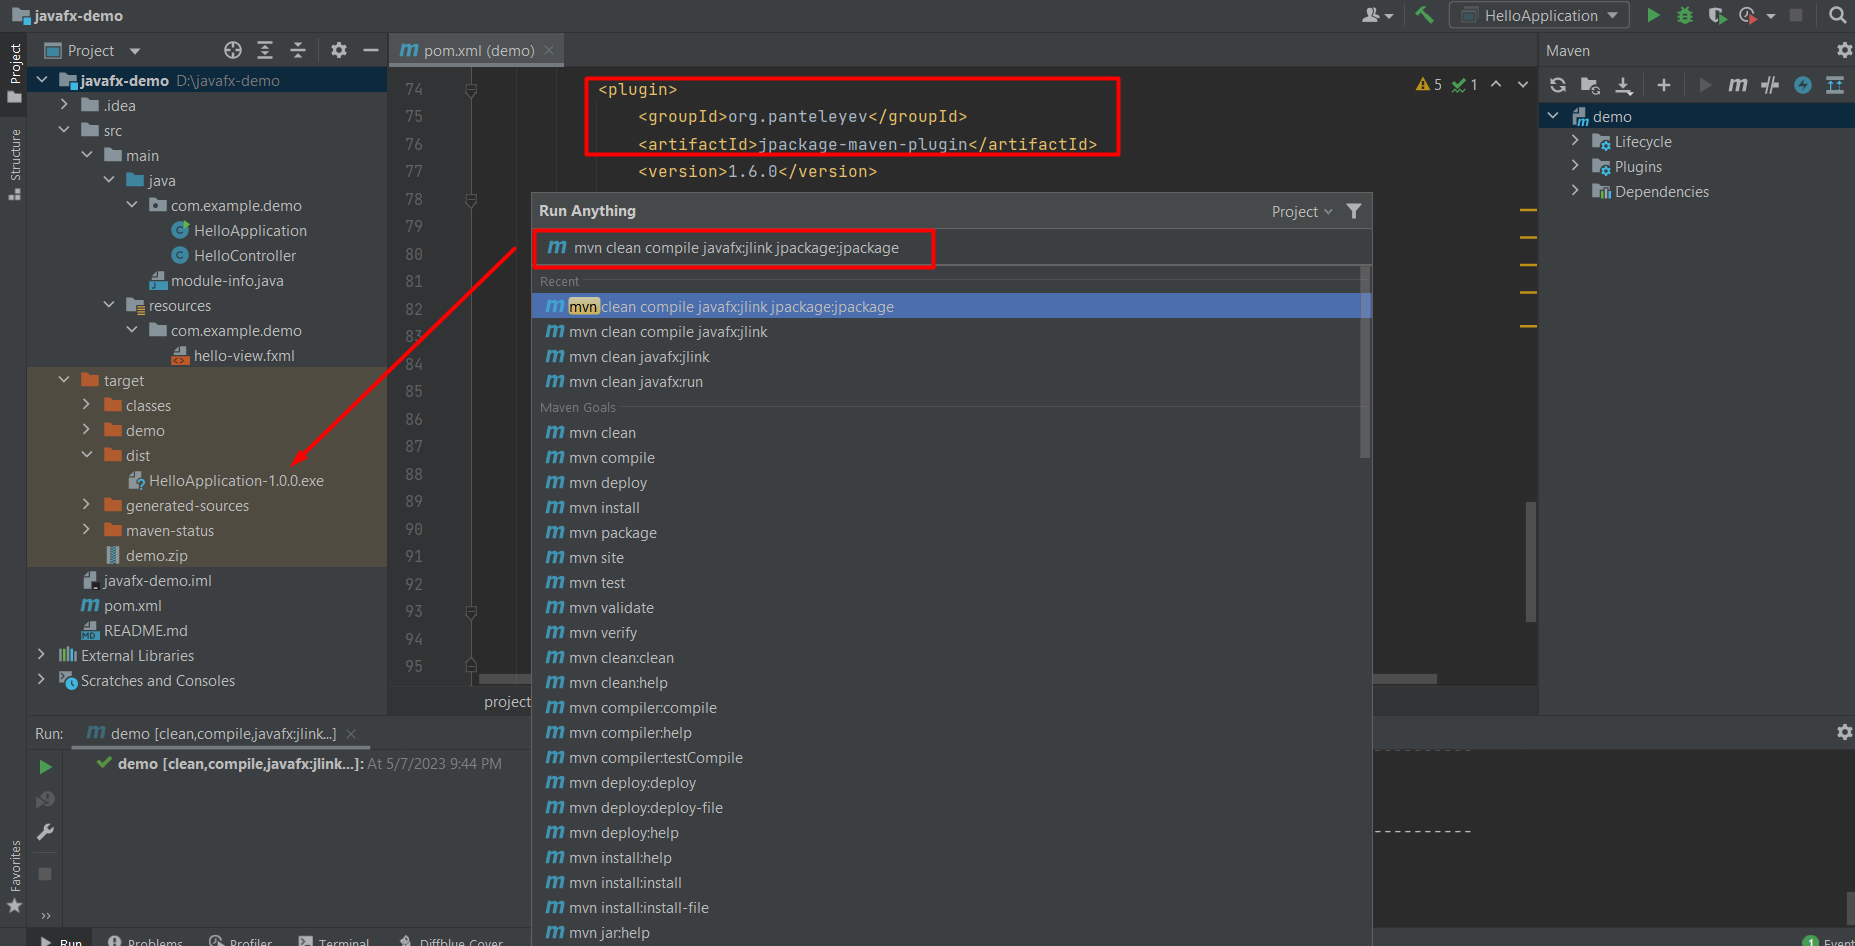 javafx-demo
HelloApplication
Project
Structure
Favorites
Project
javafx-demo D:\javafx-demo
.idea
src
main
java
com.example.demo
HelloApplication
HelloController
module-info.java
resources
com.example.demo
hello-view.fxml
target
classes
demo
dist
HelloApplication-1.0.0.exe
generated-sources
maven-status
demo.zip
javafx-demo.iml
pom.xml
README.md
External Libraries
Scratches and Consoles
pom.xml (demo)
5 1
74 <plugin>
75 <groupId>org.panteleyev</groupId>
76 <artifactId>jpackage-maven-plugin</artifactId>
77 <version>1.6.0</version>
78
79
80
81
82
83
84
85
86
87
88
89
90
91
92
93
94
95
project
Run Anything
Project
mvn clean compile javafx:jlink jpackage:jpackage
Recent
mvn clean compile javafx:jlink jpackage:jpackage
mvn clean compile javafx:jlink
mvn clean javafx:jlink
mvn clean javafx:run
Maven Goals
mvn clean
mvn compile
mvn deploy
mvn install
mvn package
mvn site
mvn test
mvn validate
mvn verify
mvn clean:clean
mvn clean:help
mvn compiler:compile
mvn compiler:help
mvn compiler:testCompile
mvn deploy:deploy
mvn deploy:deploy-file
mvn deploy:help
mvn install:help
mvn install:install
mvn install:install-file
mvn jar:help
Maven
demo
Lifecycle
Plugins
Dependencies
Run: demo [clean,compile,javafx:jlink...]
demo [clean,compile,javafx:jlink...]: At 5/7/2023 9:44 PM
Run Problems Profiler Terminal Diffblue Cover
1 Event